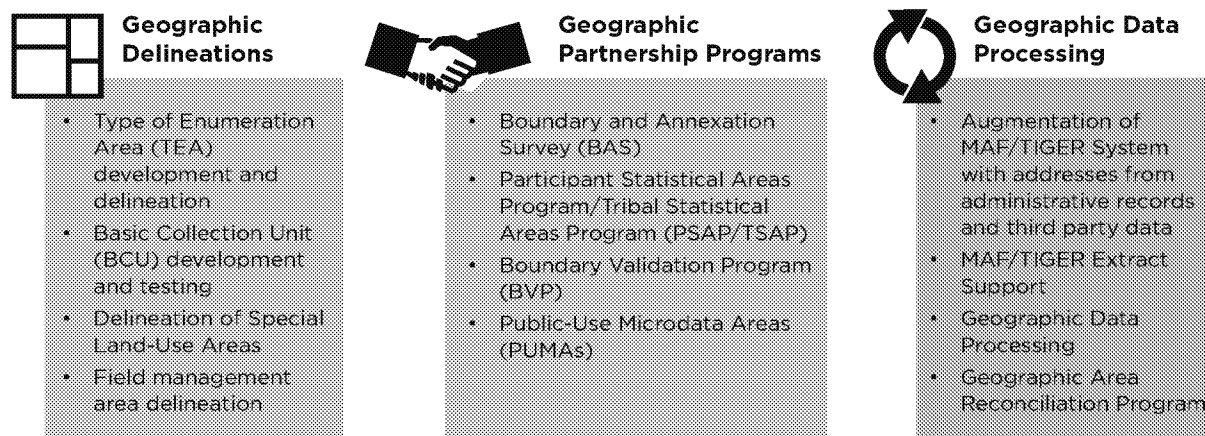 Geographic
Delineations
• Type of Enumeration
Area (TEA)
development and
delineation
• Basic Collection Unit
(BCU) development
and testing
• Delineation of Special
Land-Use Areas
• Field management
area delineation
Geographic
Partnership Programs
• Boundary and Annexation
Survey (BAS)
• Participant Statistical Areas
Program/Tribal Statistical
Areas Program (PSAP/TSAP)
• Boundary Validation Program
(BVP)
• Public-Use Microdata Areas
(PUMAs)
Geographic Data
Processing
• Augmentation of
MAF/TIGER System
with addresses from
administrative records
and third party data
• MAF/TIGER Extract
Support
• Geographic Data
Processing
• Geographic Area
Reconciliation Program